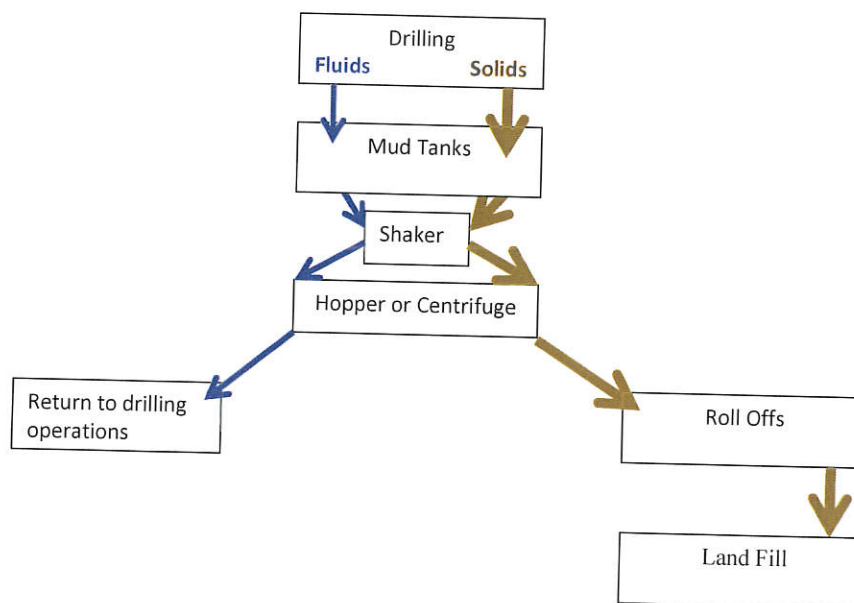 Drilling
Fluids Solids
Mud Tanks
Shaker
Hopper or Centrifuge
Return to drilling
operations
Roll Offs
Land Fill